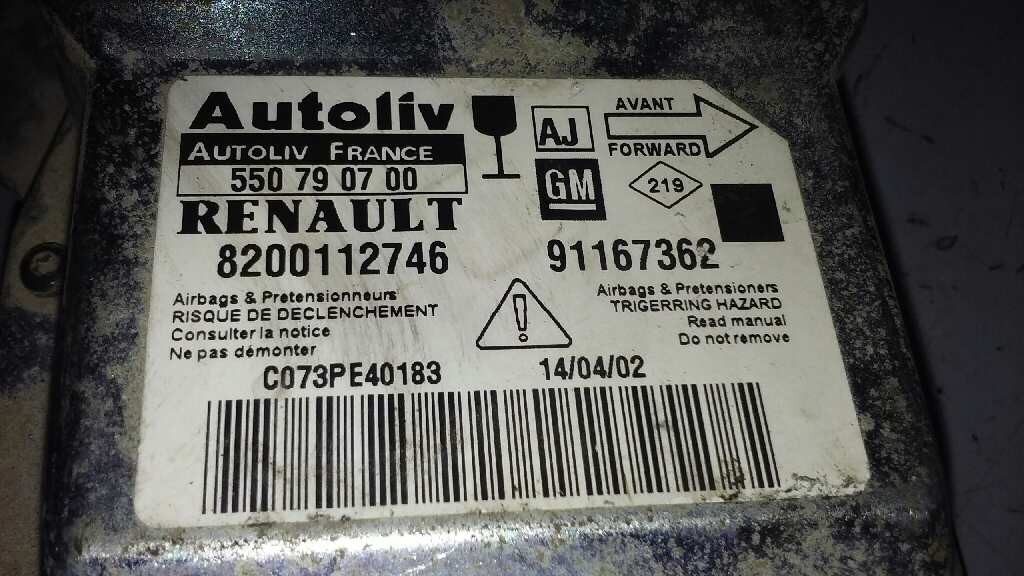 Autoliv
AUTOLIV FRANCE
550 79 07 00
RENAULT
8200112746
Airbags & Pretensionneurs
RISQUE DE DECLENCHEMENT
Consulter la notice
Ne pas démonter
C073PE40183
AJ
GM
AVANT
FORWARD
219
91167362
!
Airbags & Pretensioners
TRIGERRING HAZARD
Read manual
Do not remove
14/04/02